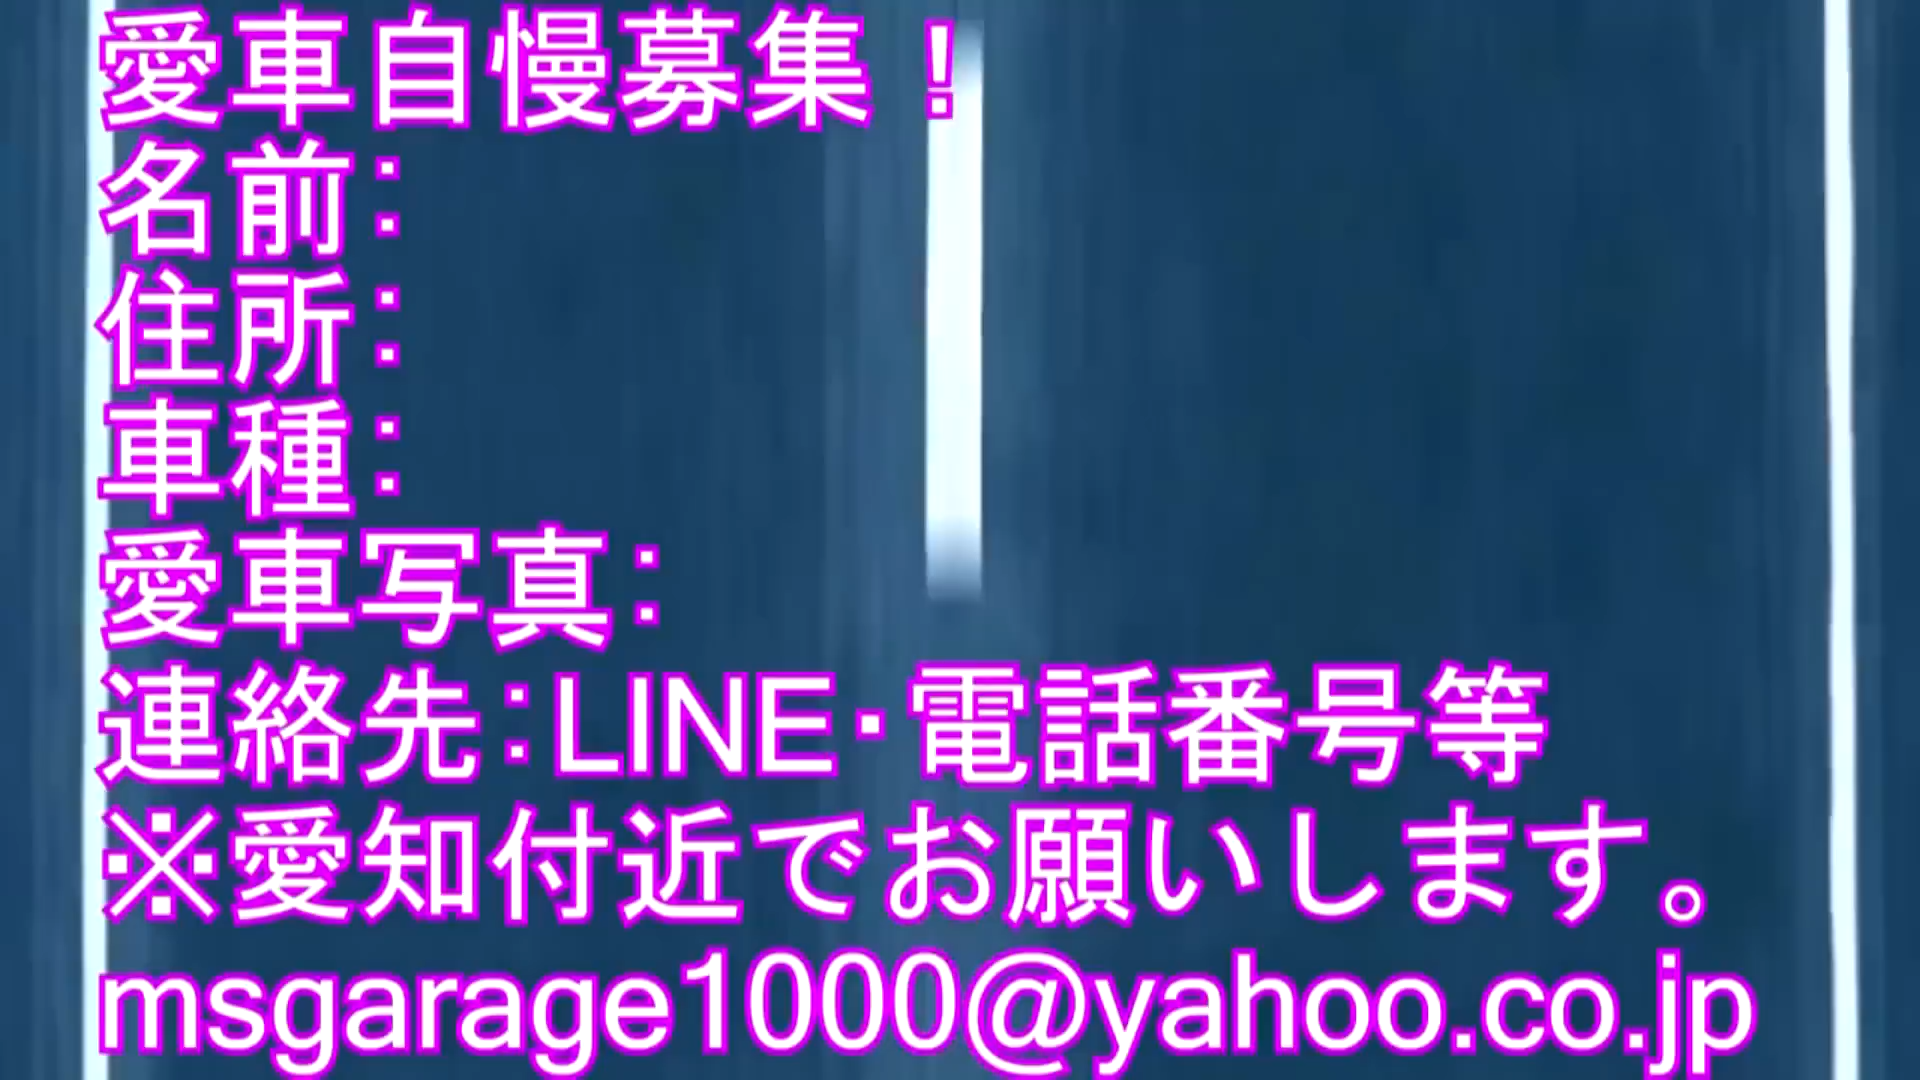 愛車自慢募集！
名前：
住所：
車種：
愛車写真：
連絡先：LINE・電話番号等
※愛知付近でお願いします。
msgarage1000@yahoo.co.jp